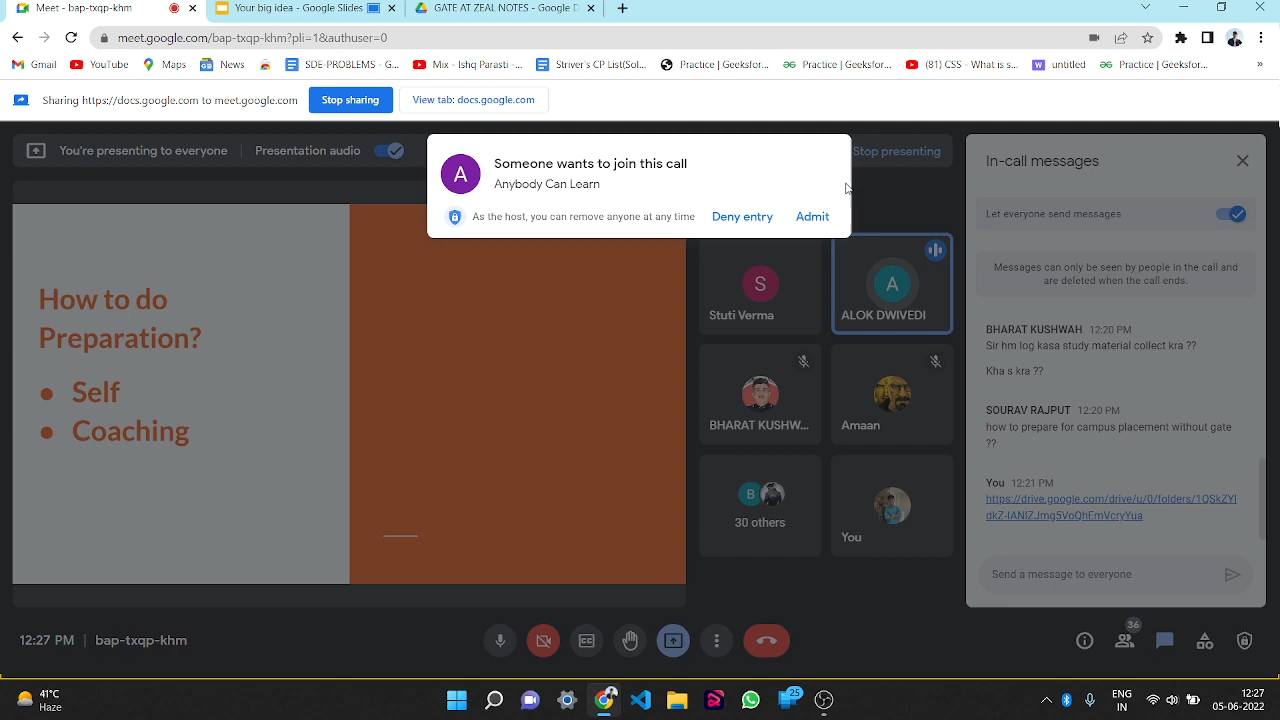 Meet - bap-txqp-khm
Your big idea - Google Slides
GATE AT ZEAL NOTES - Google D
meet.google.com/bap-txqp-khm?pli=1&authuser=0
Gmail
YouTube
Maps
News
SDE-PROBLEMS - G...
Mix - Ishq Parasti -...
Striver's CP List(Sol...
Practice | Geeksfor...
Practice | Geeksfor...
(81) CSS - What is s...
untitled
Practice | Geeksfor...
»
Sharing https://docs.google.com to meet.google.com
Stop sharing
View tab: docs.google.com
You're presenting to everyone
Presentation audio
Stop presenting
A
Someone wants to join this call
Anybody Can Learn
As the host, you can remove anyone at any time
Deny entry
Admit
How to do
Preparation?
● Self
● Coaching
S
Stuti Verma
A
ALOK DWIVEDI
BHARAT KUSHW...
Amaan
B
30 others
You
In-call messages
Let everyone send messages
Messages can only be seen by people in the call and
are deleted when the call ends.
BHARAT KUSHWAH 12:20 PM
Sir hm log kasa study material collect kra ??
Kha s kra ??
SOURAV RAJPUT 12:20 PM
how to prepare for campus placement without gate
??
You 12:21 PM
https://drive.google.com/drive/u/0/folders/1QSkZYI
dkZ-IANIZJmg5VoQhEmVcryYua
Send a message to everyone
12:27 PM | bap-txqp-khm
CC
36
41°C
Haze
25
ENG
IN
12:27
05-06-2022